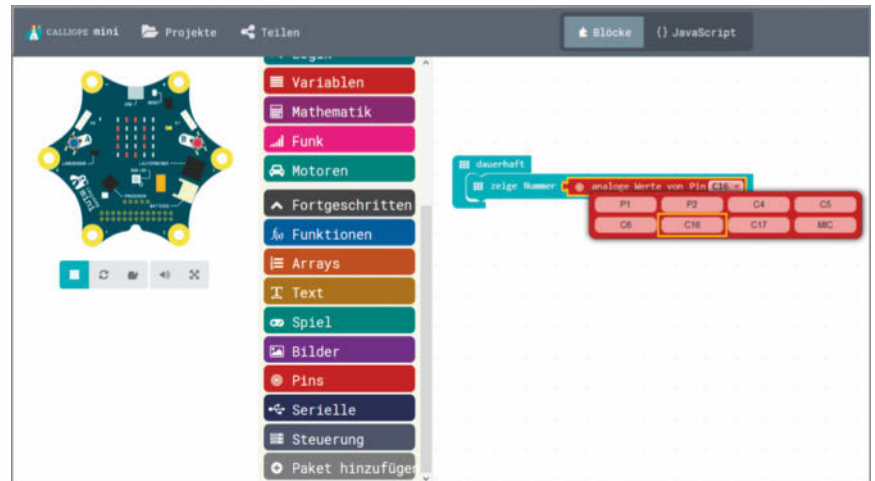 CALLIOPE mini Projekte Teilen Blöcke {} JavaScript
Variablen
Mathematik
Funk
Motoren
Fortgeschritten
Funktionen
Arrays
Text
Spiel
Bilder
Pins
Serielle
Steuerung
Paket hinzufügen
A
B
dauerhaft
zeige Nummer analoge Werte von Pin C16
P1 P2 C4 C5
C6 C16 C17 MIC